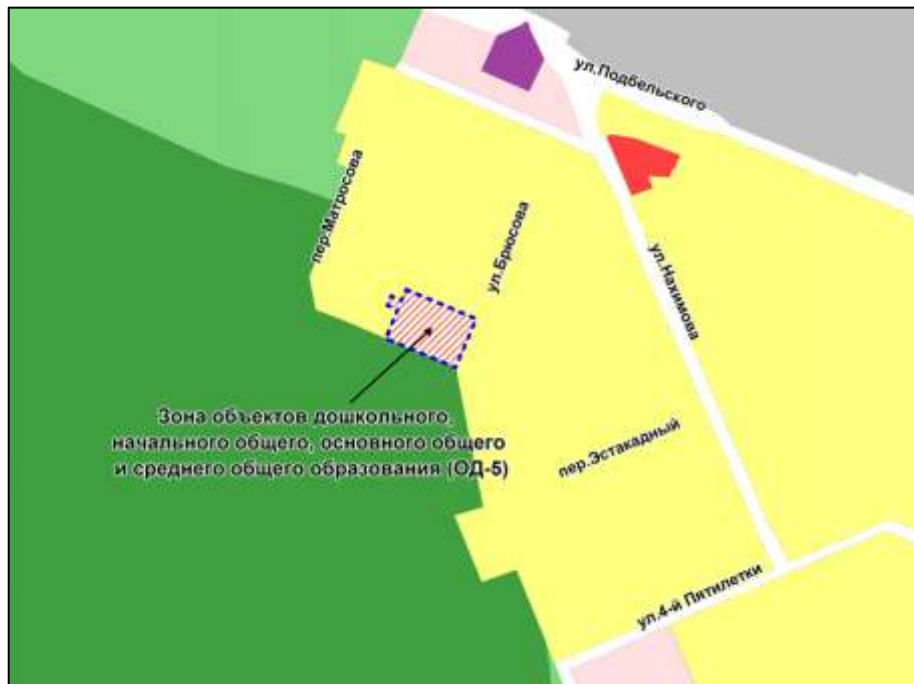 ул.Подбельского
пер.Матросова
ул.Брюсова
ул.Нахимова
Зона объектов дошкольного,
начального общего, основного общего
и среднего общего образования (ОД-5)
пер.Эстакадный
ул.4-й Пятилетки